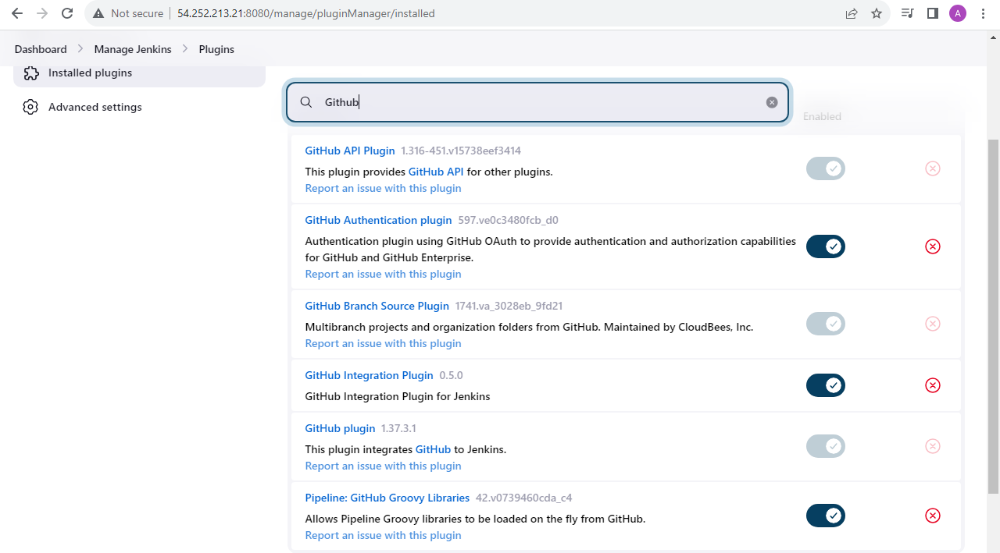 Not secure
54.252.213.21:8080/manage/pluginManager/installed
A
Dashboard
Manage Jenkins
Plugins
Installed plugins
Advanced settings
Github
Enabled
GitHub API Plugin 1.316-451.v15738eef3414
This plugin provides GitHub API for other plugins.
Report an issue with this plugin
GitHub Authentication plugin 597.ve0c3480fcb_d0
Authentication plugin using GitHub OAuth to provide authentication and authorization capabilities
for GitHub and GitHub Enterprise.
Report an issue with this plugin
GitHub Branch Source Plugin 1741.va_3028eb_9fd21
Multibranch projects and organization folders from GitHub. Maintained by CloudBees, Inc.
Report an issue with this plugin
GitHub Integration Plugin 0.5.0
GitHub Integration Plugin for Jenkins
GitHub plugin 1.37.3.1
This plugin integrates GitHub to Jenkins.
Report an issue with this plugin
Pipeline: GitHub Groovy Libraries 42.v0739460cda_c4
Allows Pipeline Groovy libraries to be loaded on the fly from GitHub.
Report an issue with this plugin